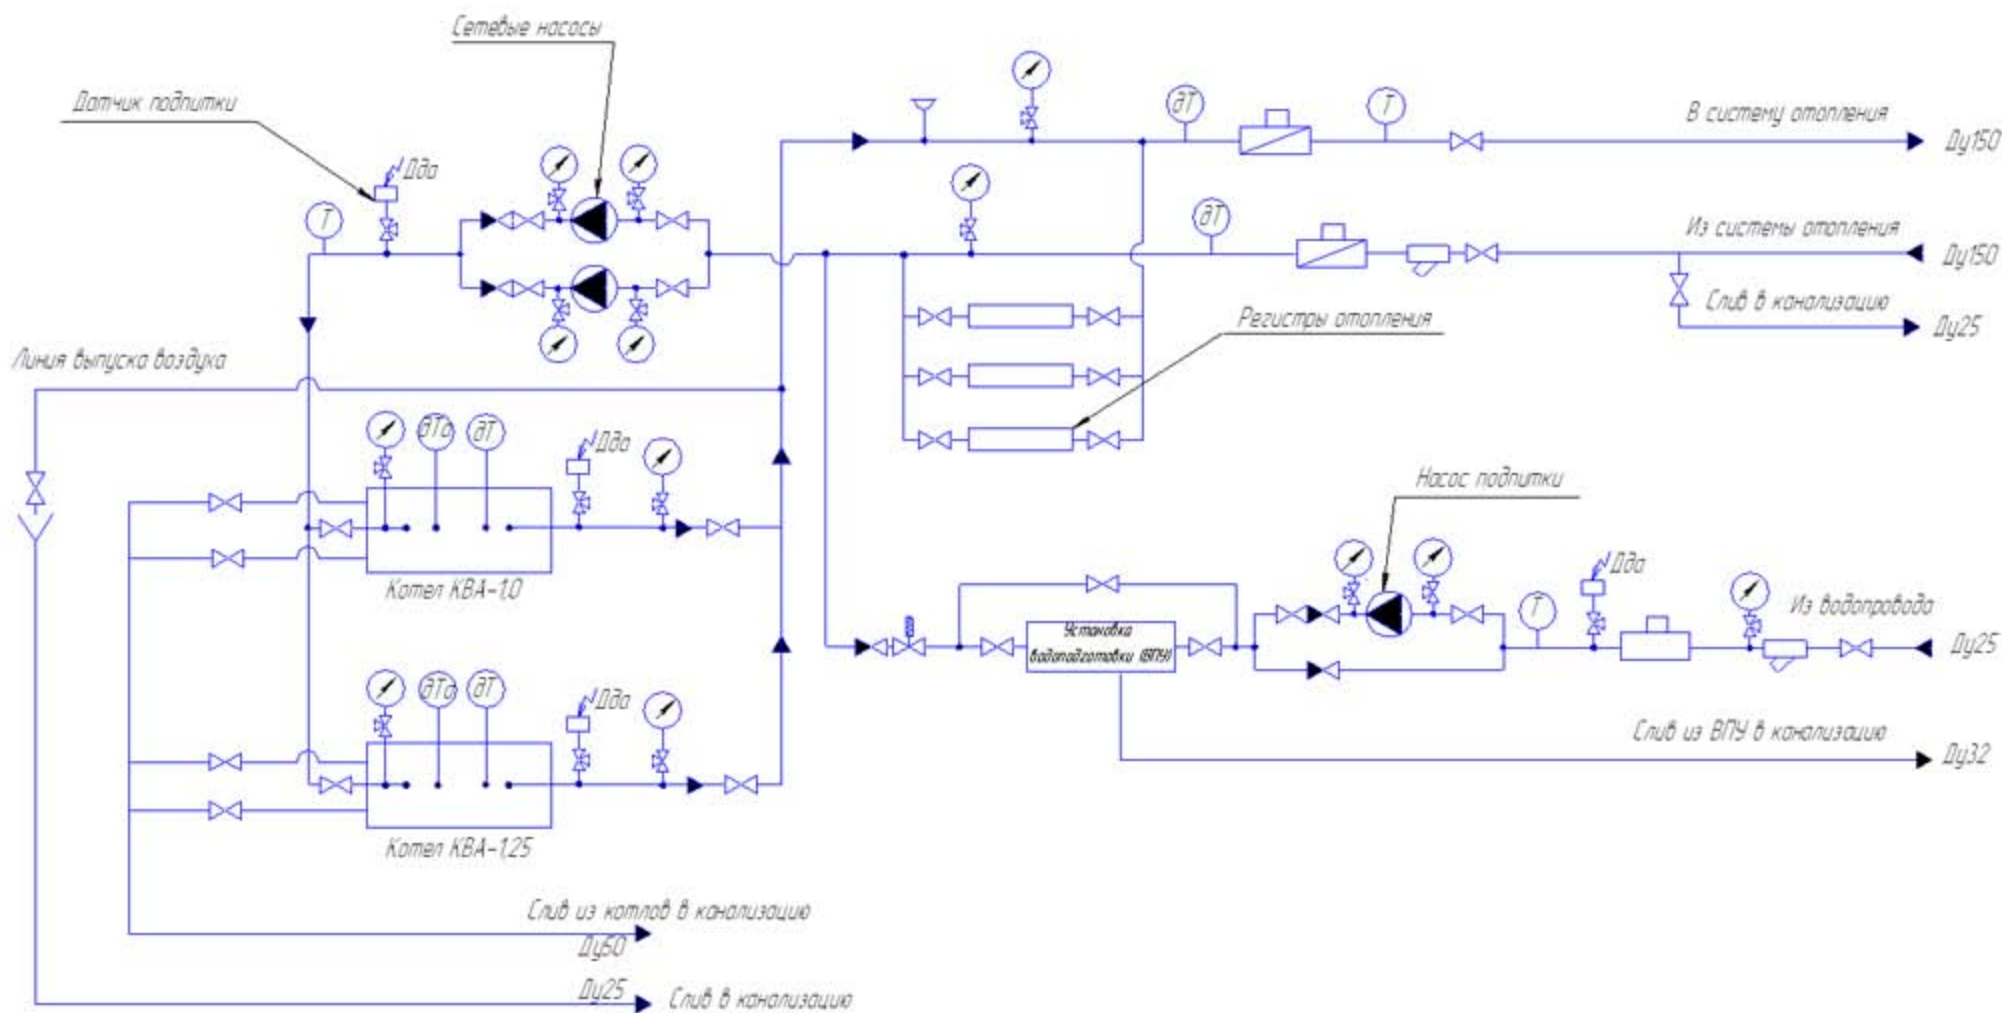 Сетевые насосы
Датчик подпитки
Дда
Т
дТ
Т
В систему отопления
Ду150
дТ
Из системы отопления
Ду150
Слив в канализацию
Ду25
Регистры отопления
Линия выпуска воздуха
дТа
дТ
Дда
Котел КВА-1,0
Насос подпитки
Дда
Т
Из водопровода
Ду25
Установка
водоподготовки (ВПУ)
дТа
дТ
Дда
Котел КВА-1,25
Слив из ВПУ в канализацию
Ду32
Слив из котлов в канализацию
Ду50
Ду25
Слив в канализацию